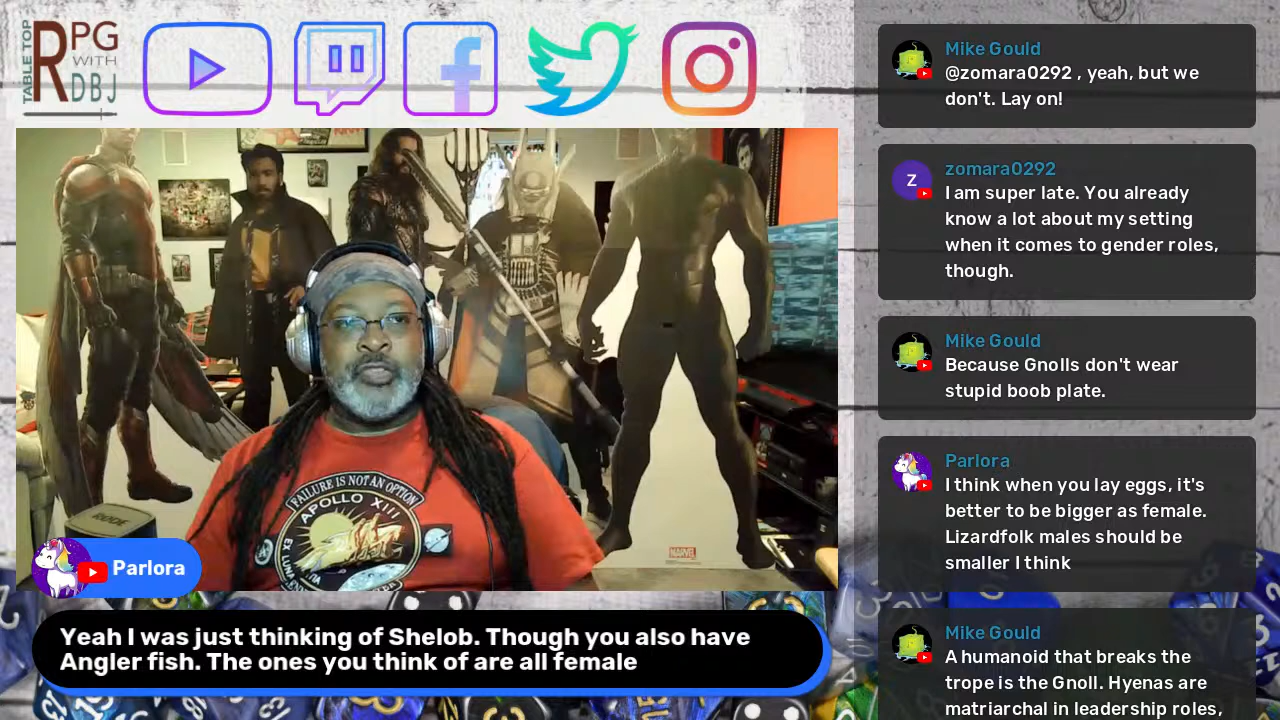 TABLE TOP
RPG
WITH
RDBJ
Mike Gould
@zomara0292 , yeah, but we
don't. Lay on!
Z
zomara0292
I am super late. You already
know a lot about my setting
when it comes to gender roles,
though.
Mike Gould
Because Gnolls don't wear
stupid boob plate.
Parlora
I think when you lay eggs, it's
better to be bigger as female.
Lizardfolk males should be
smaller I think
Mike Gould
A humanoid that breaks the
trope is the Gnoll. Hyenas are
matriarchal in leadership roles,
FAILURE IS NOT AN OPTION
APOLLO XIII
EX LUNA
RODE
MARVEL
Parlora
Yeah I was just thinking of Shelob. Though you also have
Angler fish. The ones you think of are all female